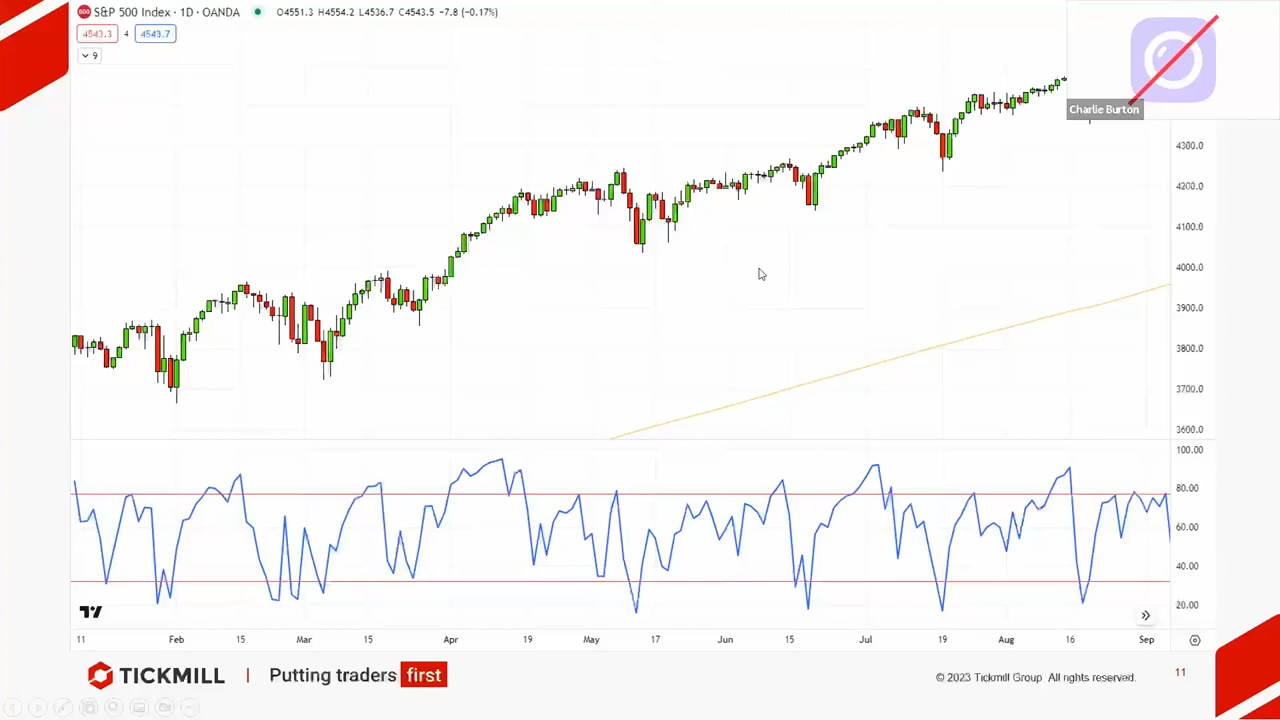 500 S&P 500 Index · 1D · OANDA O4551.3 H4554.2 L4536.7 C4543.5 −7.8 (−0.17%)
4543.3 4 4543.7
9
Charlie Burton
4300.0
4200.0
4100.0
4000.0
3900.0
3800.0
3700.0
3600.0
100.00
80.00
60.00
40.00
20.00
11 Feb 15 Mar 15 Apr 19 May 17 Jun 15 Jul 19 Aug 16 Sep
TICKMILL | Putting traders first
© 2023 Tickmill Group. All rights reserved.
11